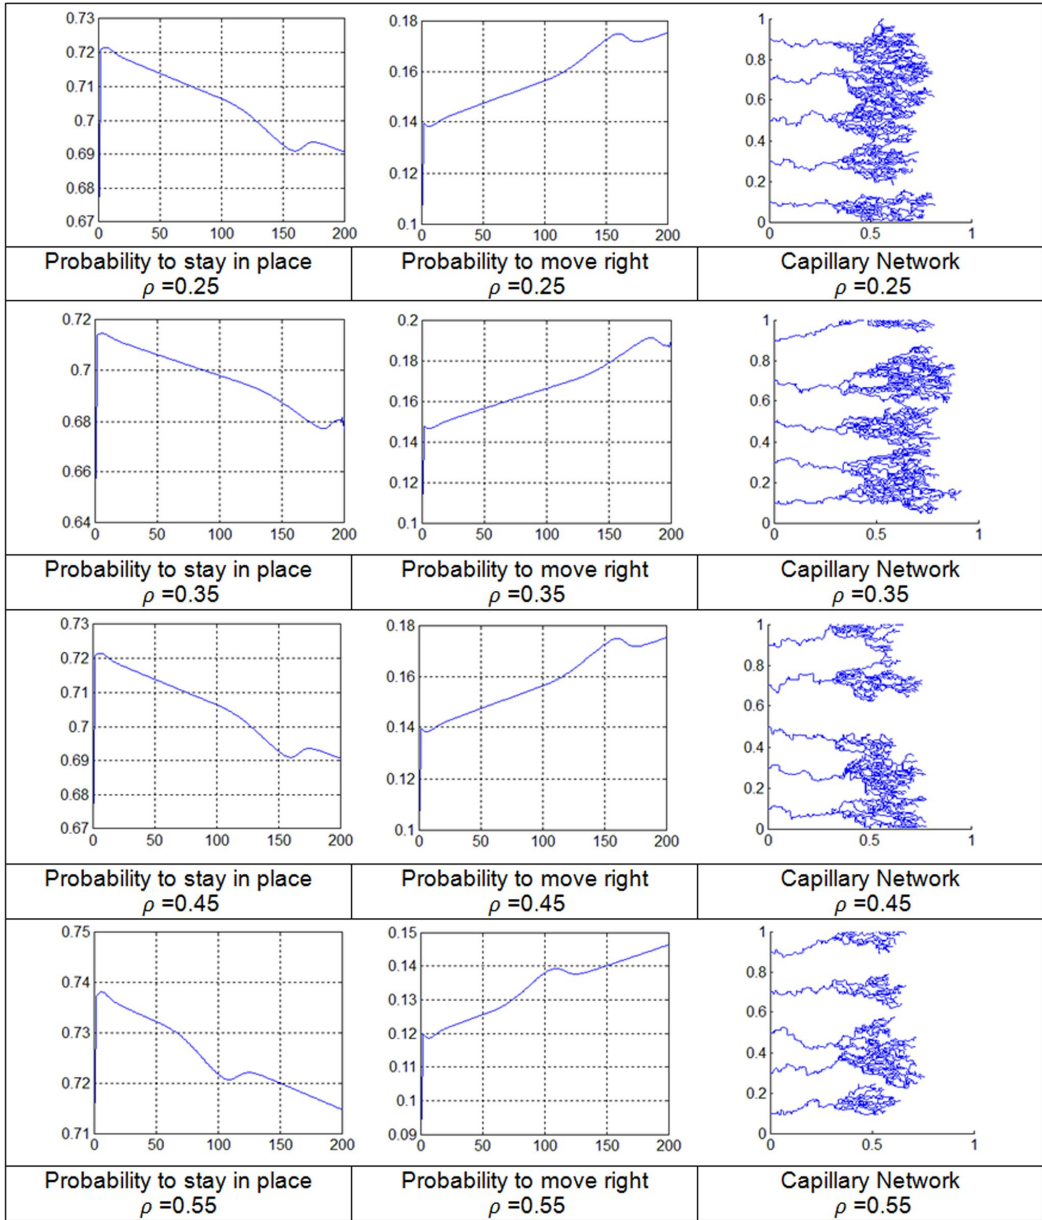 0.73
0.72
0.71
0.7
0.69
0.68
0.67
0 50 100 150 200
0.18
0.16
0.14
0.12
0.1
0 50 100 150 200
1
0.8
0.6
0.4
0.2
0
0 0.5 1
Probability to stay in place
ρ =0.25
Probability to move right
ρ =0.25
Capillary Network
ρ =0.25
0.72
0.7
0.68
0.66
0.64
0 50 100 150 200
0.2
0.18
0.16
0.14
0.12
0.1
0 50 100 150 200
1
0.8
0.6
0.4
0.2
0
0 0.5 1
Probability to stay in place
ρ =0.35
Probability to move right
ρ =0.35
Capillary Network
ρ =0.35
0.73
0.72
0.71
0.7
0.69
0.68
0.67
0 50 100 150 200
0.18
0.16
0.14
0.12
0.1
0 50 100 150 200
1
0.8
0.6
0.4
0.2
0
0 0.5 1
Probability to stay in place
ρ =0.45
Probability to move right
ρ =0.45
Capillary Network
ρ =0.45
0.75
0.74
0.73
0.72
0.71
0 50 100 150 200
0.15
0.14
0.13
0.12
0.11
0.1
0.09
0 50 100 150 200
1
0.8
0.6
0.4
0.2
0
0 0.5 1
Probability to stay in place
ρ =0.55
Probability to move right
ρ =0.55
Capillary Network
ρ =0.55